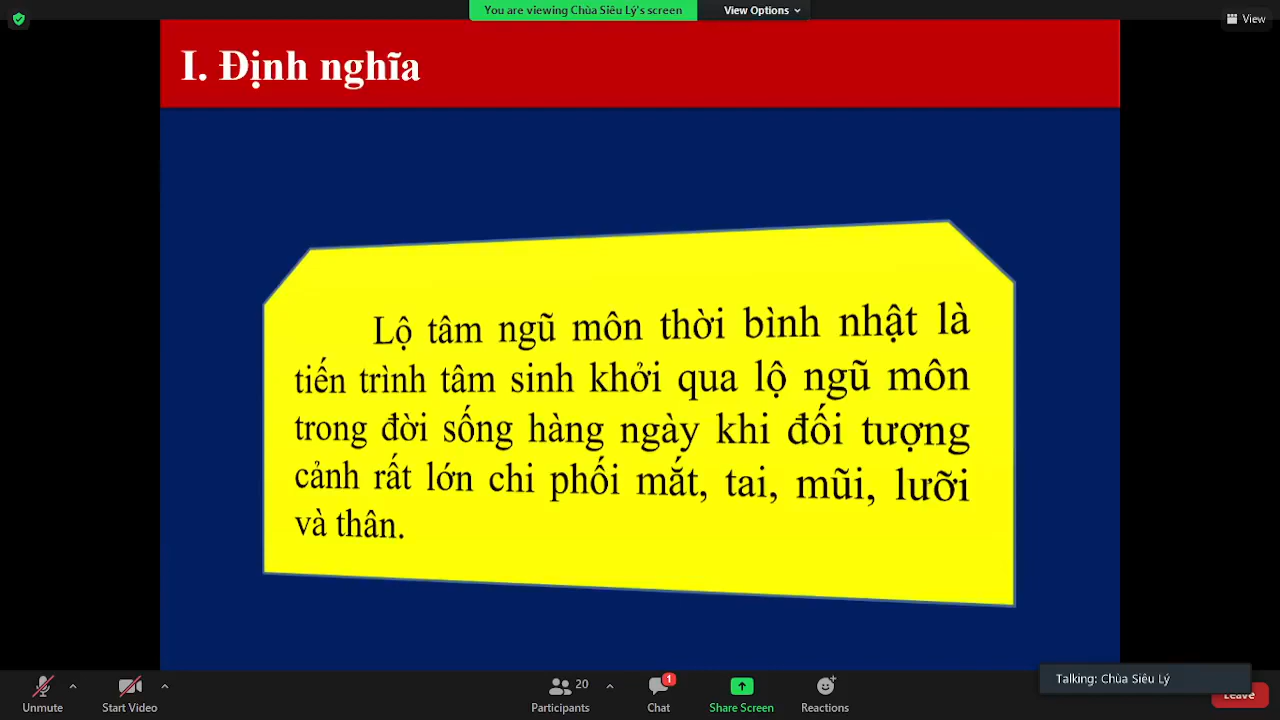 You are viewing Chùa Siêu Lý's screen
View Options
View
I. Định nghĩa
Lộ tâm ngũ môn thời bình nhật là
tiến trình tâm sinh khởi qua lộ ngũ môn
trong đời sống hàng ngày khi đối tượng
cảnh rất lớn chi phối mắt, tai, mũi, lưỡi
và thân.
Talking: Chùa Siêu Lý
Unmute
Start Video
20
Participants
1
Chat
Share Screen
Reactions
Leave